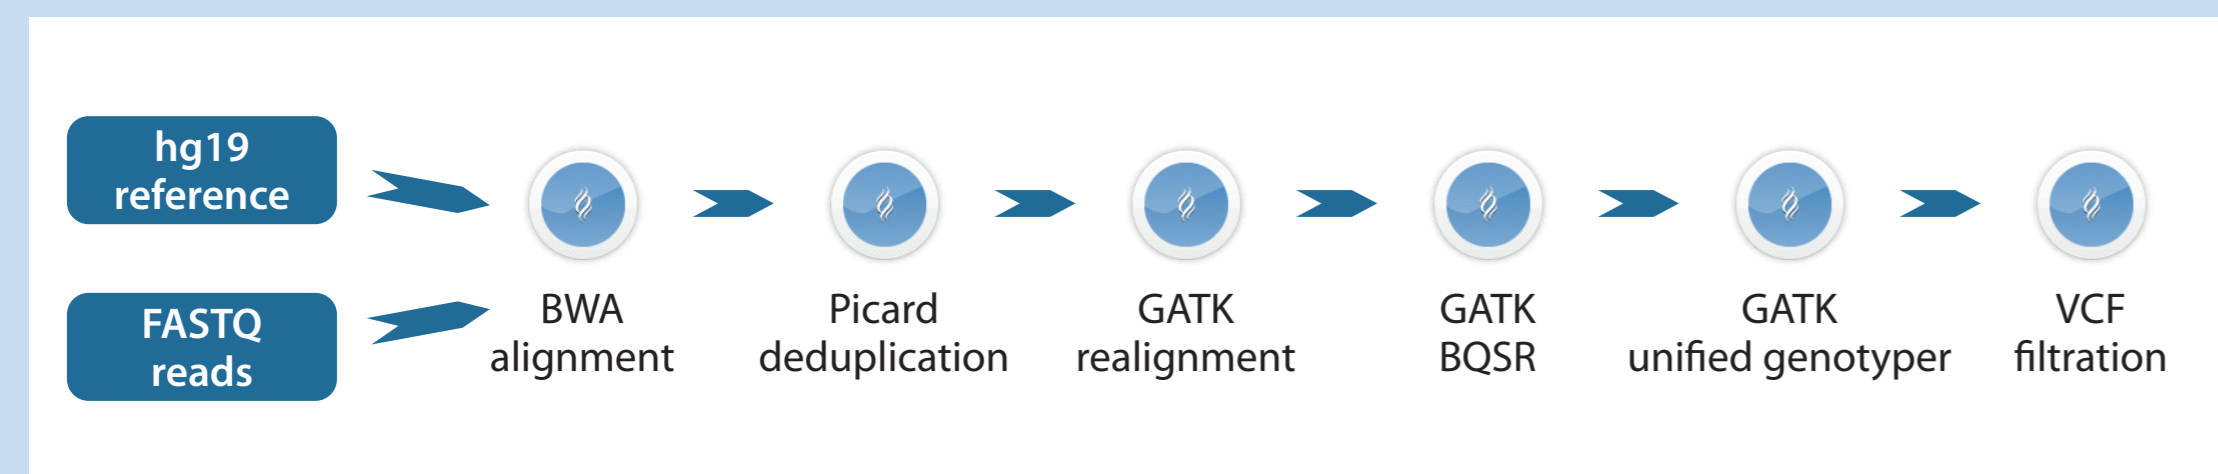 hg19
reference
FASTQ
reads
BWA
alignment
Picard
deduplication
GATK
realignment
GATK
BQSR
GATK
unified genotyper
VCF
filtration